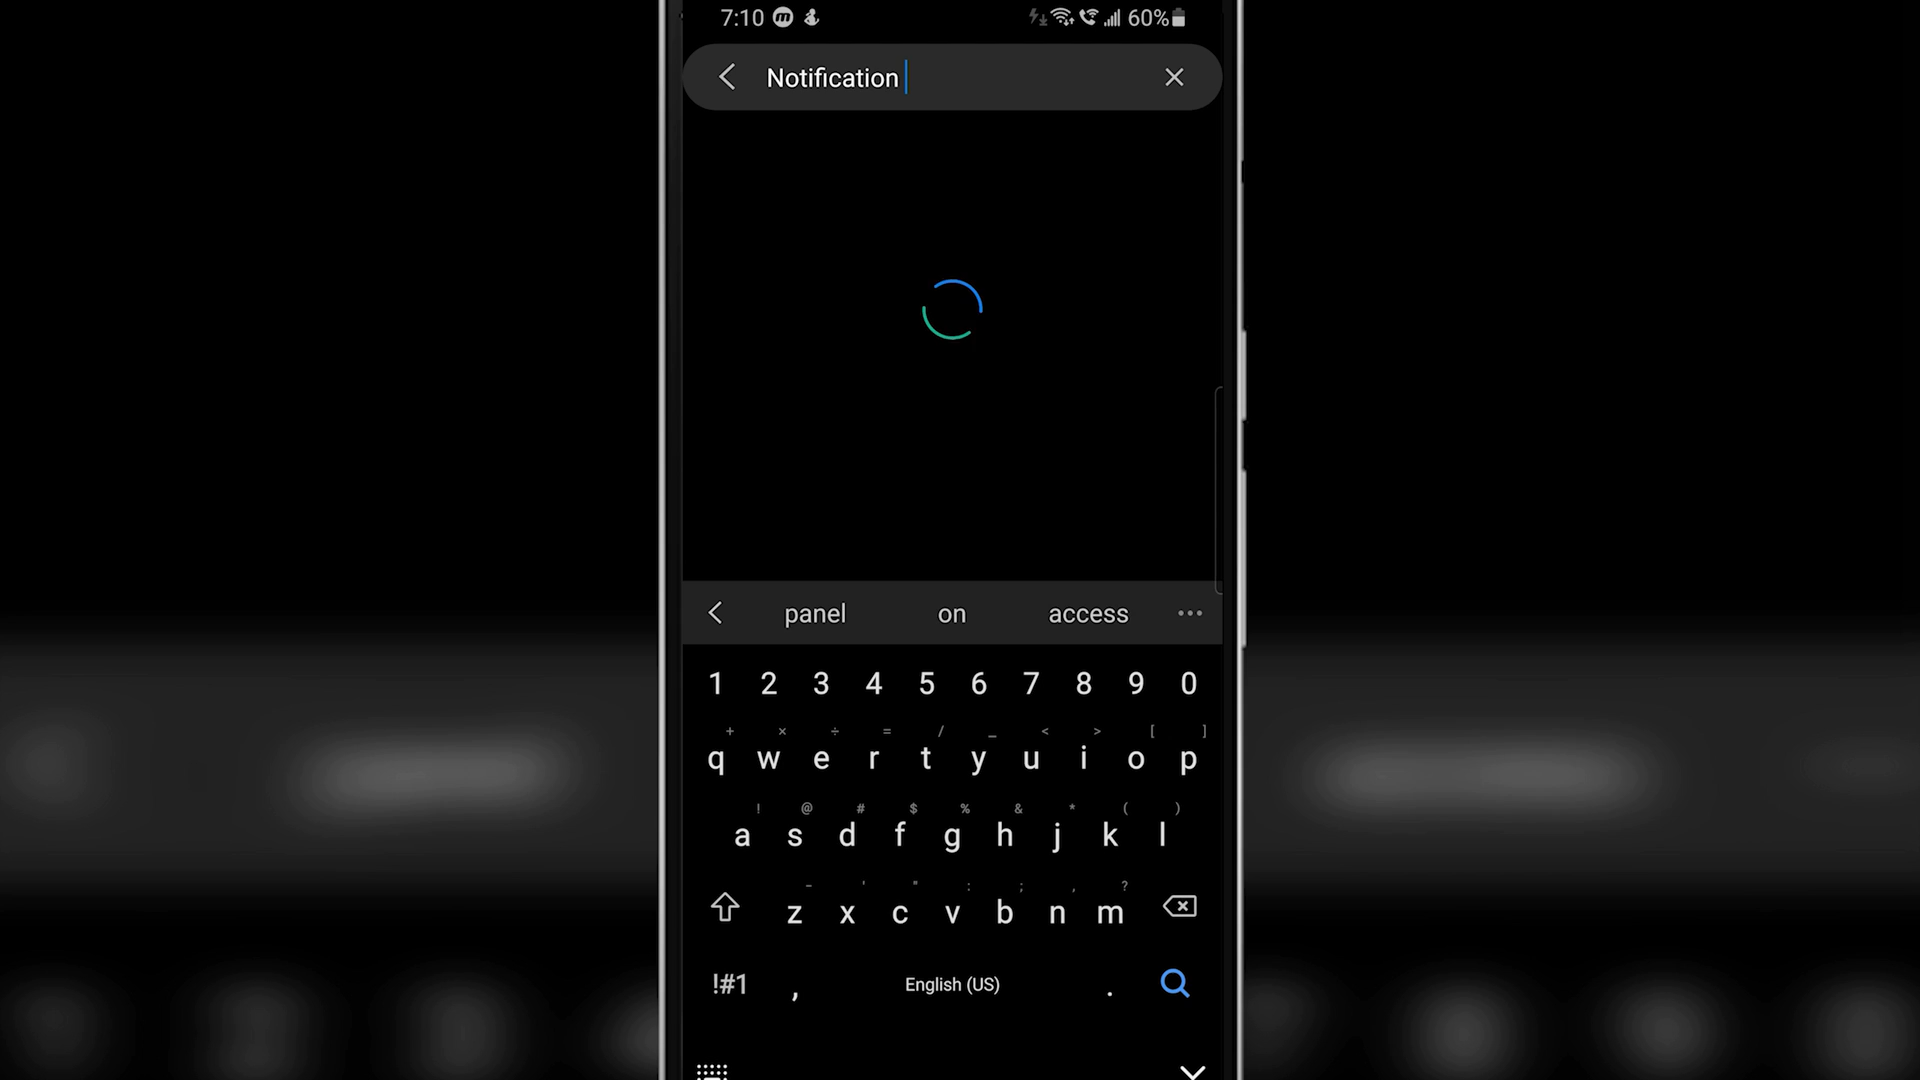 7:10 m 60%
Notification
panel on access
1 2 3 4 5 6 7 8 9 0
+ × ÷ = / _ < > [ ]
q w e r t y u i o p
! @ # $ % & * ( )
a s d f g h j k l
- ' " : ; , ?
z x c v b n m
!#1 , English (US) .